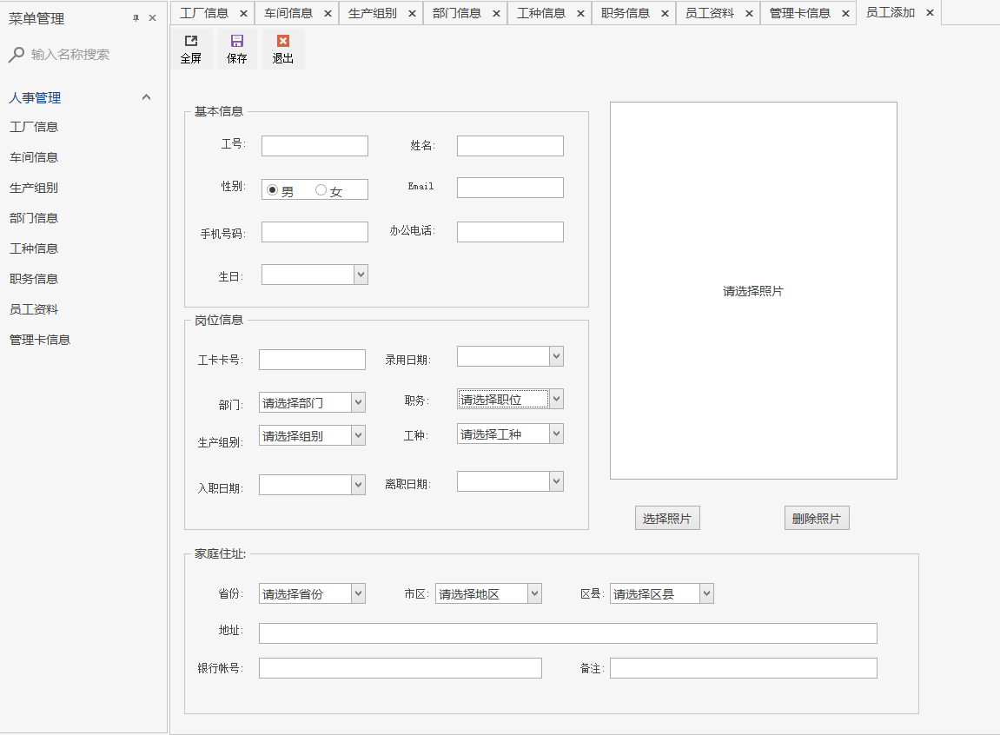 菜单管理
输入名称搜索
人事管理
工厂信息
车间信息
生产组别
部门信息
工种信息
职务信息
员工资料
管理卡信息
工厂信息 车间信息 生产组别 部门信息 工种信息 职务信息 员工资料 管理卡信息 员工添加
全屏 保存 退出
基本信息
工号: 姓名:
性别: 男 女 Email
手机号码: 办公电话:
生日:
岗位信息
工卡卡号: 录用日期:
部门: 请选择部门 职务: 请选择职位
生产组别: 请选择组别 工种: 请选择工种
入职日期: 离职日期:
请选择照片
选择照片 删除照片
家庭住址:
省份: 请选择省份 市区: 请选择地区 区县: 请选择区县
地址:
银行帐号: 备注: